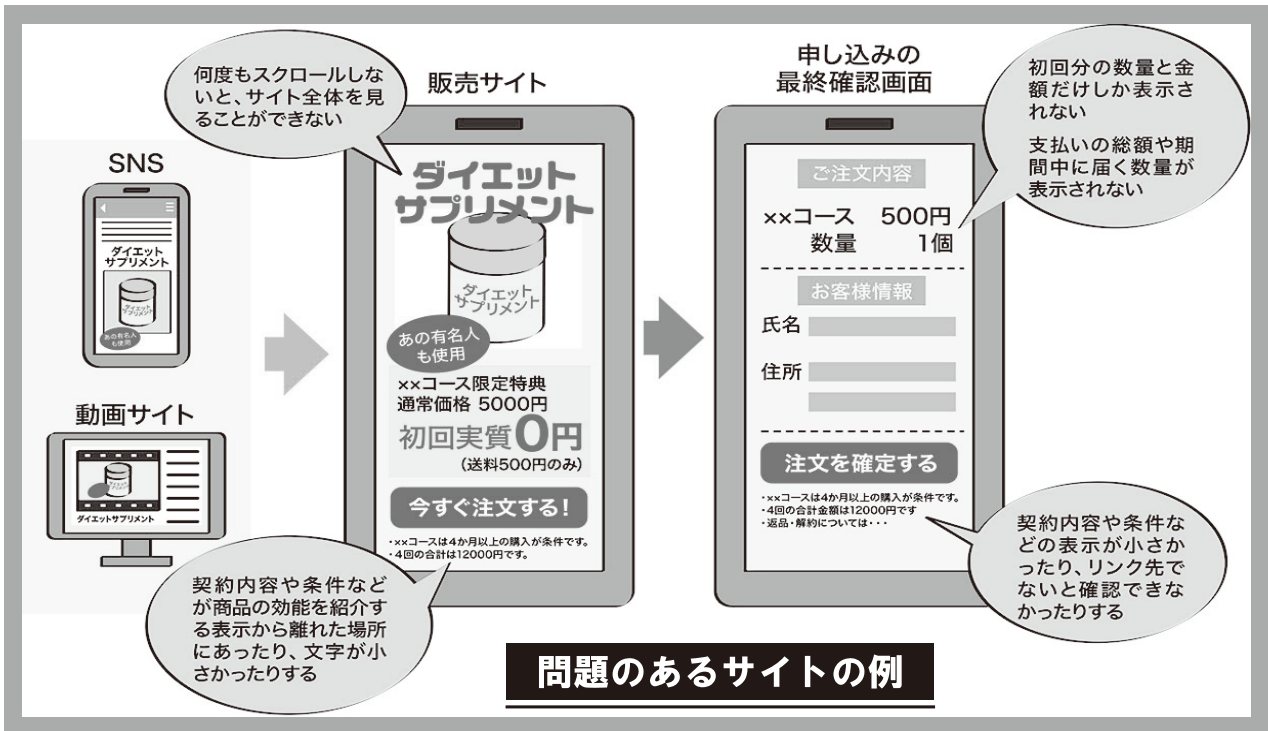 何度もスクロールしな
いと、サイト全体を見
ることができない
販売サイト
申し込みの
最終確認画面
初回分の数量と金
額だけしか表示さ
れない
支払いの総額や期
間中に届く数量が
表示されない
SNS
ダイエット
サプリメント
ダイエット
サプリメント
あの有名人
も使用
動画サイト
ダイエットサプリメント
ダイエット
サプリメント
ダイエット
サプリメント
あの有名人
も使用
××コース限定特典
通常価格 5000円
初回実質0円
(送料500円のみ)
今すぐ注文する!
・××コースは4か月以上の購入が条件です。
・4回の合計は12000円です。
契約内容や条件など
が商品の効能を紹介す
る表示から離れた場所
にあったり、文字が小
さかったりする
ご注文内容
××コース 500円
数量 1個
お客様情報
氏名
住所
注文を確定する
・××コースは4か月以上の購入が条件です。
・4回の合計金額は12000円です
・返品・解約については・・・
契約内容や条件な
どの表示が小さか
ったり、リンク先で
ないと確認できな
かったりする
問題のあるサイトの例